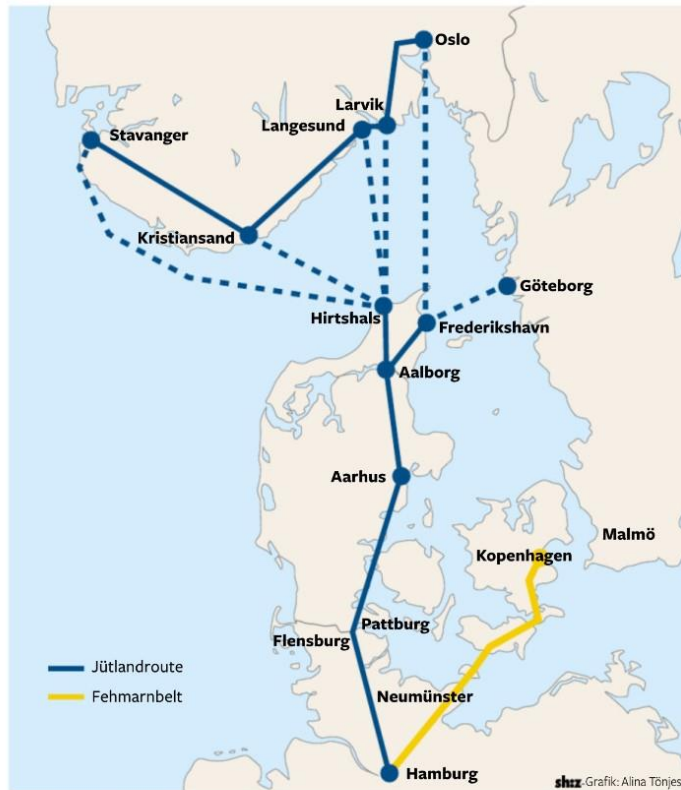 Oslo
Larvik
Langesund
Stavanger
Kristiansand
Göteborg
Hirtshals
Frederikshavn
Aalborg
Aarhus
Malmö
Kopenhagen
Pattburg
Flensburg
Jütlandroute
Neumünster
Fehmarnbelt
Hamburg
sh:z-Grafik: Alina Tönjes